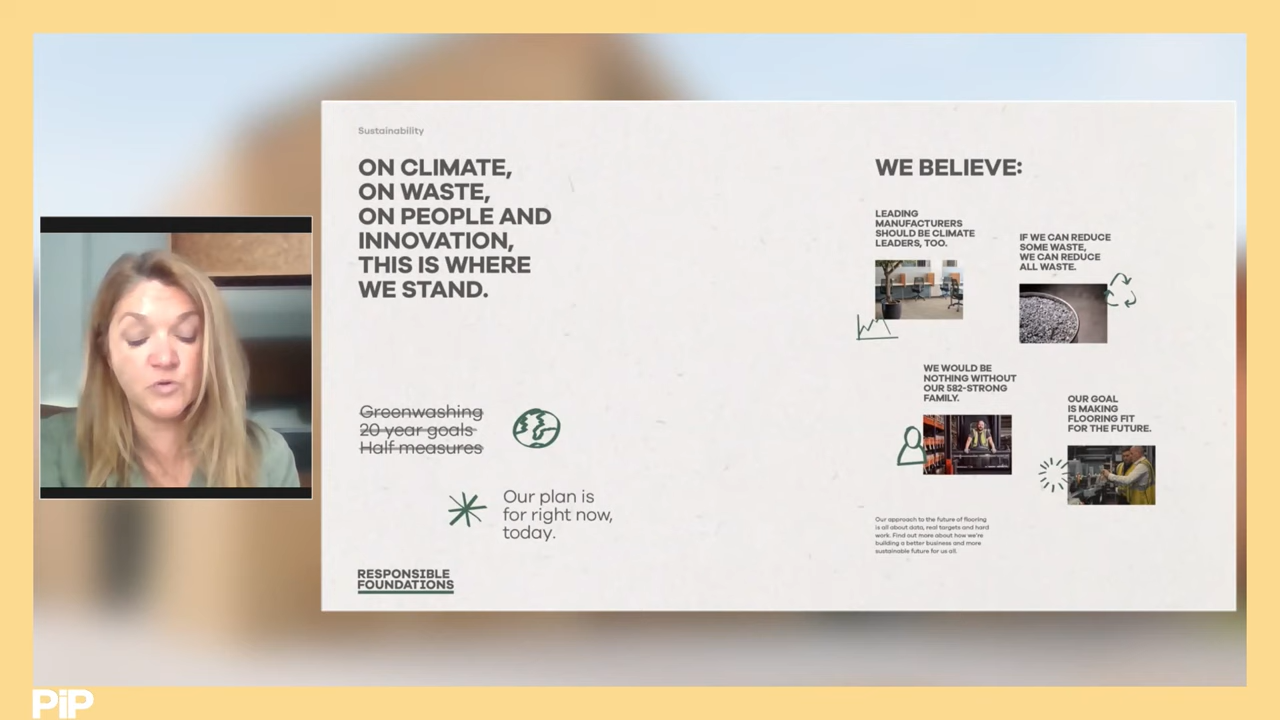 Sustainability
ON CLIMATE,
ON WASTE,
ON PEOPLE AND
INNOVATION,
THIS IS WHERE
WE STAND.
Greenwashing
20 year goals
Half measures
Our plan is
for right now,
today.
RESPONSIBLE
FOUNDATIONS
WE BELIEVE:
LEADING
MANUFACTURERS
SHOULD BE CLIMATE
LEADERS, TOO.
IF WE CAN REDUCE
SOME WASTE,
WE CAN REDUCE
ALL WASTE.
WE WOULD BE
NOTHING WITHOUT
OUR 582-STRONG
FAMILY.
OUR GOAL
IS MAKING
FLOORING FIT
FOR THE FUTURE.
Our approach to the future of flooring
is all about data, real targets and hard
work. Find out more about how we're
building a better business and more
sustainable future for us all.
PiP